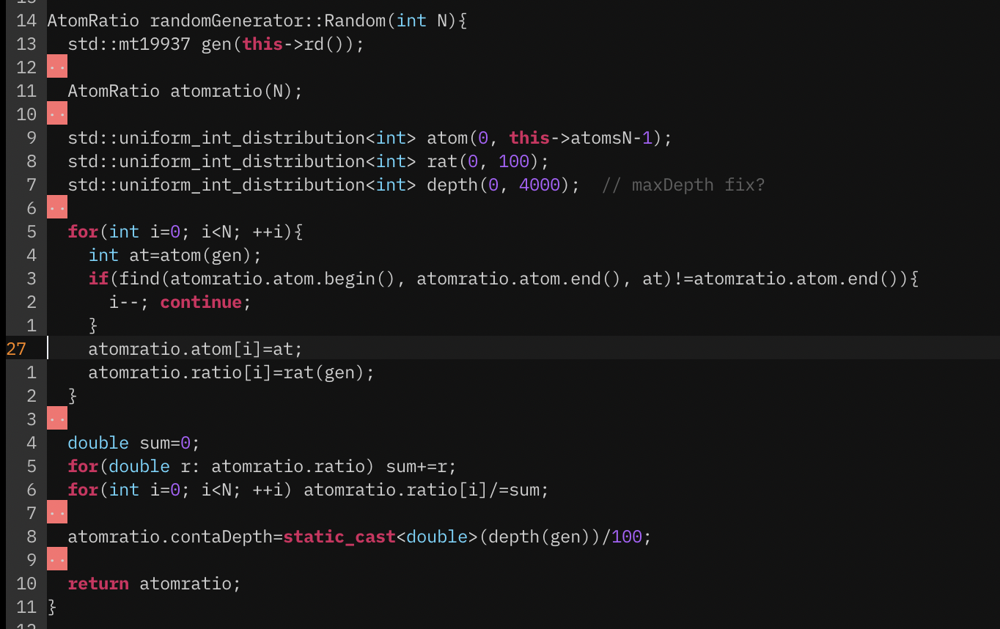 14 AtomRatio randomGenerator::Random(int N){
13   std::mt19937 gen(this->rd());
12 ··
11   AtomRatio atomratio(N);
10 ··
9   std::uniform_int_distribution<int> atom(0, this->atomsN-1);
8   std::uniform_int_distribution<int> rat(0, 100);
7   std::uniform_int_distribution<int> depth(0, 4000);  // maxDepth fix?
6 ··
5   for(int i=0; i<N; ++i){
4     int at=atom(gen);
3     if(find(atomratio.atom.begin(), atomratio.atom.end(), at)!=atomratio.atom.end()){
2       i--; continue;
1     }
27     atomratio.atom[i]=at;
1     atomratio.ratio[i]=rat(gen);
2   }
3 ··
4   double sum=0;
5   for(double r: atomratio.ratio) sum+=r;
6   for(int i=0; i<N; ++i) atomratio.ratio[i]/=sum;
7 ··
8   atomratio.contaDepth=static_cast<double>(depth(gen))/100;
9 ··
10   return atomratio;
11 }